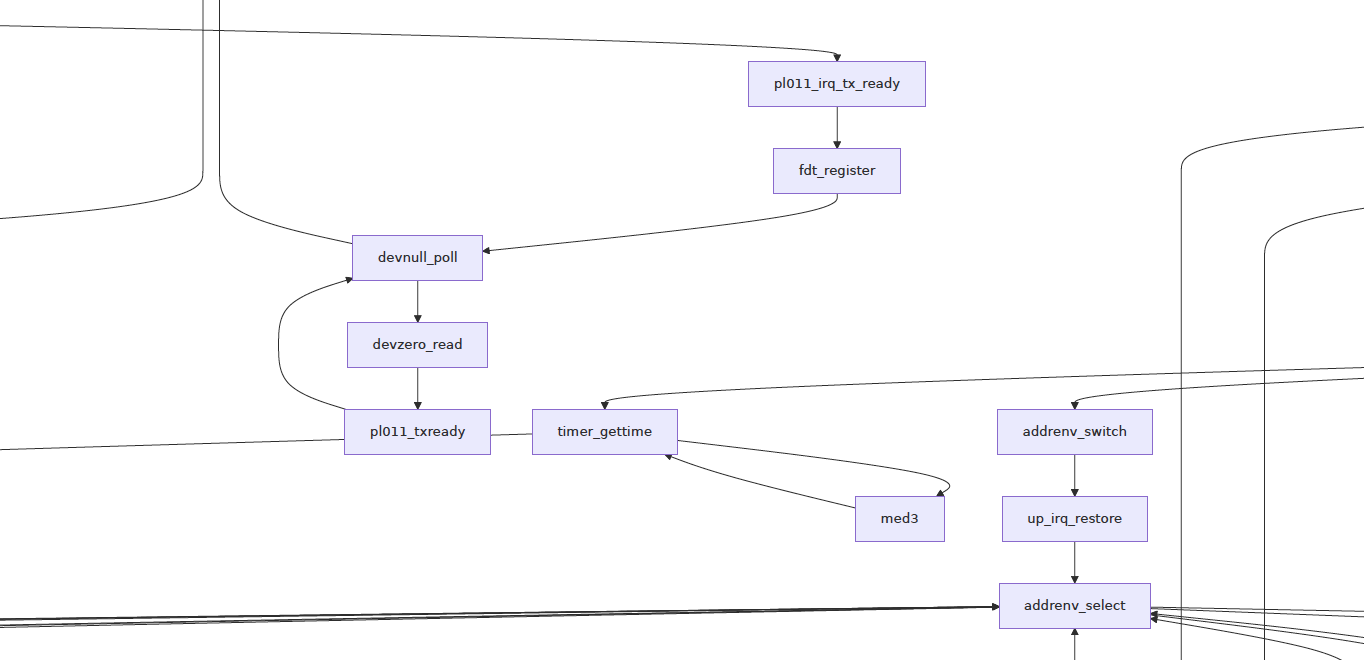 pl011_irq_tx_ready
fdt_register
devnull_poll
devzero_read
pl011_txready
timer_gettime
addrenv_switch
med3
up_irq_restore
addrenv_select